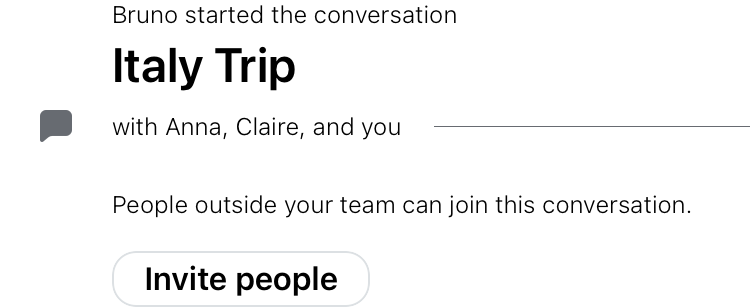 Bruno started the conversation
Italy Trip
with Anna, Claire, and you
People outside your team can join this conversation.
Invite people